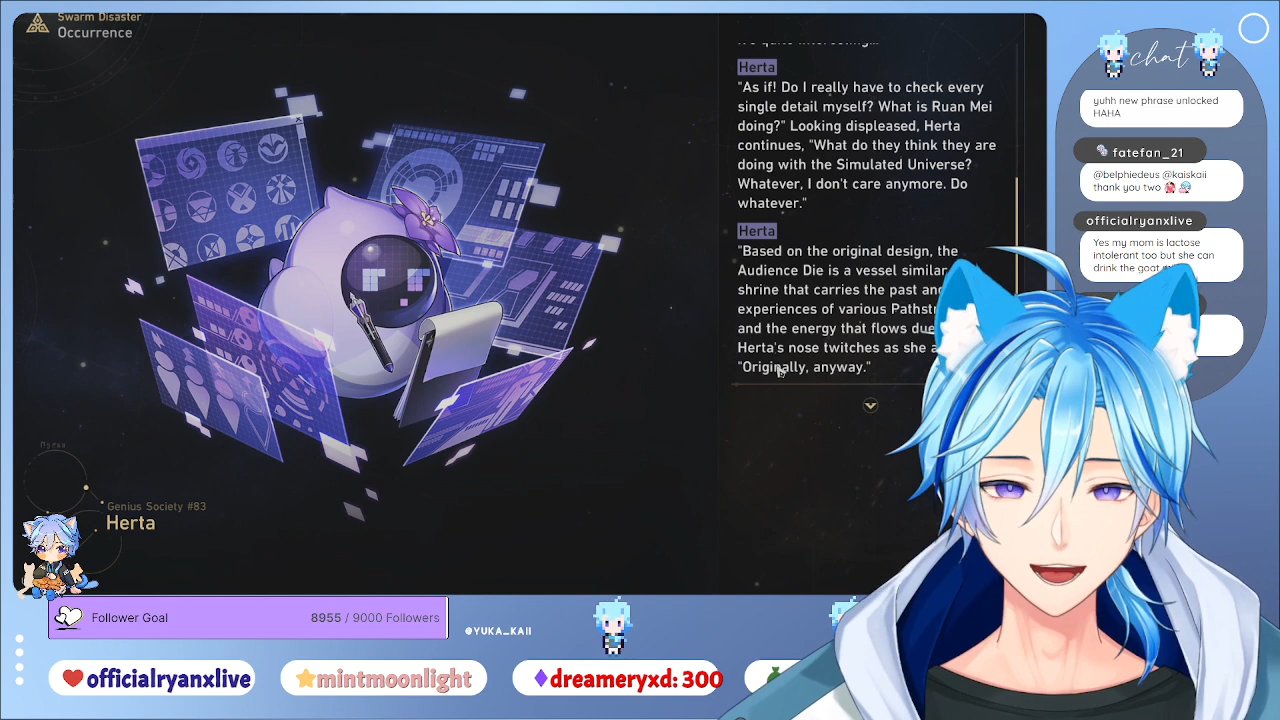 Swarm Disaster
Occurrence
Herta
"As if! Do I really have to check every
single detail myself? What is Ruan Mei
doing?" Looking displeased, Herta
continues, "What do they think they are
doing with the Simulated Universe?
Whatever, I don't care anymore. Do
whatever."
Herta
"Based on the original design, the
Audience Die is a vessel similar
shrine that carries the past an
experiences of various Pathst
and the energy that flows due
Herta's nose twitches as she a
"Originally, anyway."
Genius Society #83
Herta
Follower Goal
8955 / 9000 Followers
@YUKA_KAII
officialryanxlive
mintmoonlight
dreameryxd: 300
chat
yuhh new phrase unlocked
HAHA
fatefan_21
@belphiedeus @kaiskaii
thank you two
officialryanxlive
Yes my mom is lactose
intolerant too but she can
drink the goat